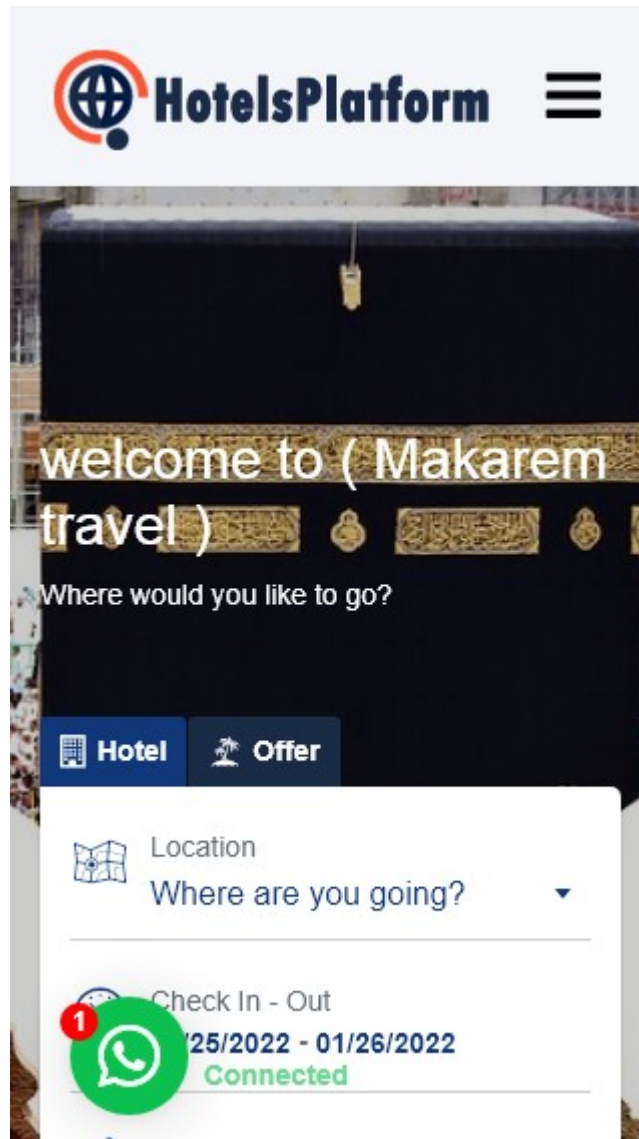 HotelsPlatform
welcome to ( Makarem
travel )
Where would you like to go?
Hotel
Offer
Location
Where are you going?
Check In - Out
/25/2022 - 01/26/2022
1
Connected